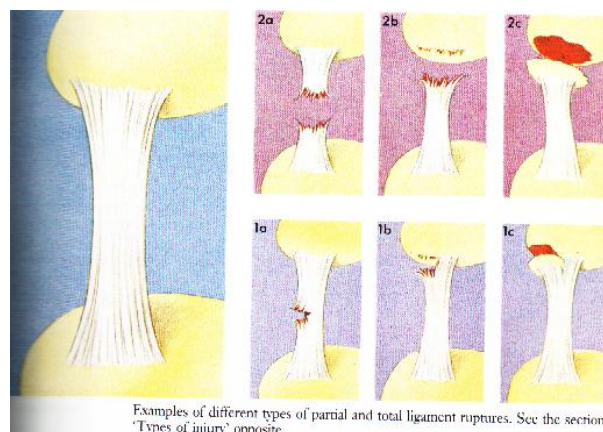 2a
2b
2c
1a
1b
1c
Examples of different types of partial and total ligament ruptures. See the section
'Types of injury' opposite